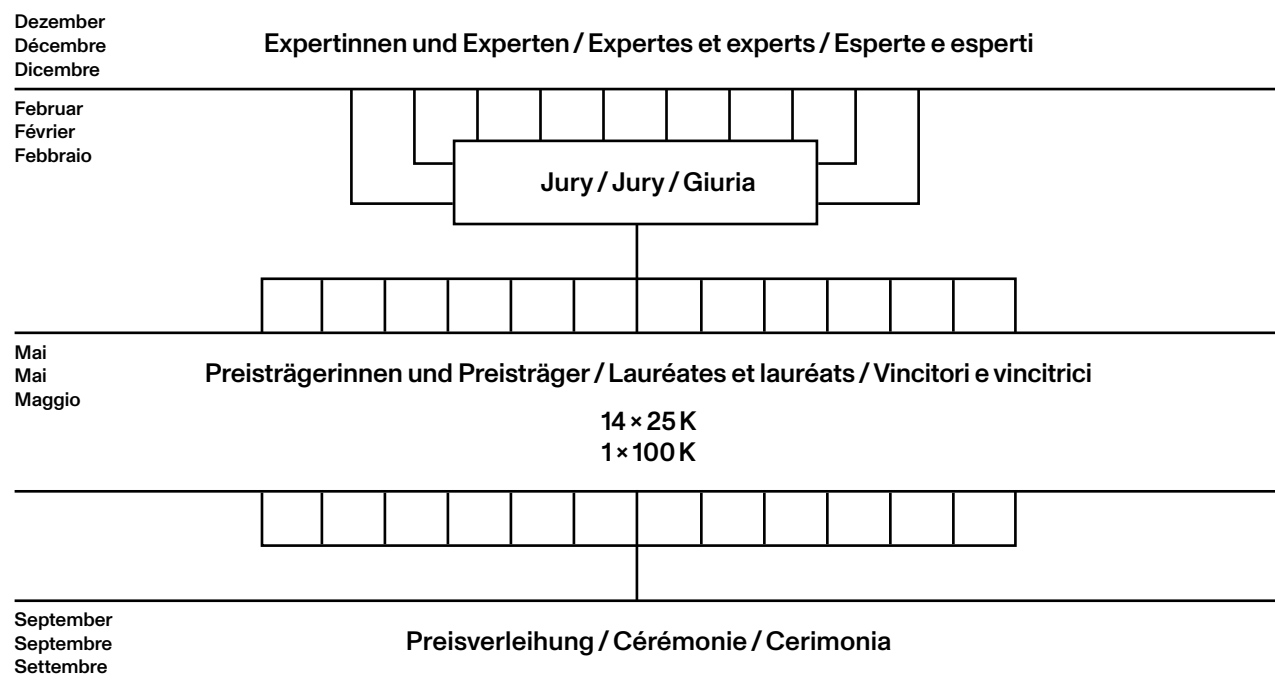 Dezember
Décembre
Dicembre
Expertinnen und Experten / Expertes et experts / Esperte e esperti
Februar
Février
Febbraio
Jury / Jury / Giuria
Mai
Mai
Maggio
Preisträgerinnen und Preisträger / Lauréates et lauréats / Vincitori e vincitrici
14 × 25 K
1 × 100 K
September
Septembre
Settembre
Preisverleihung / Cérémonie / Cerimonia